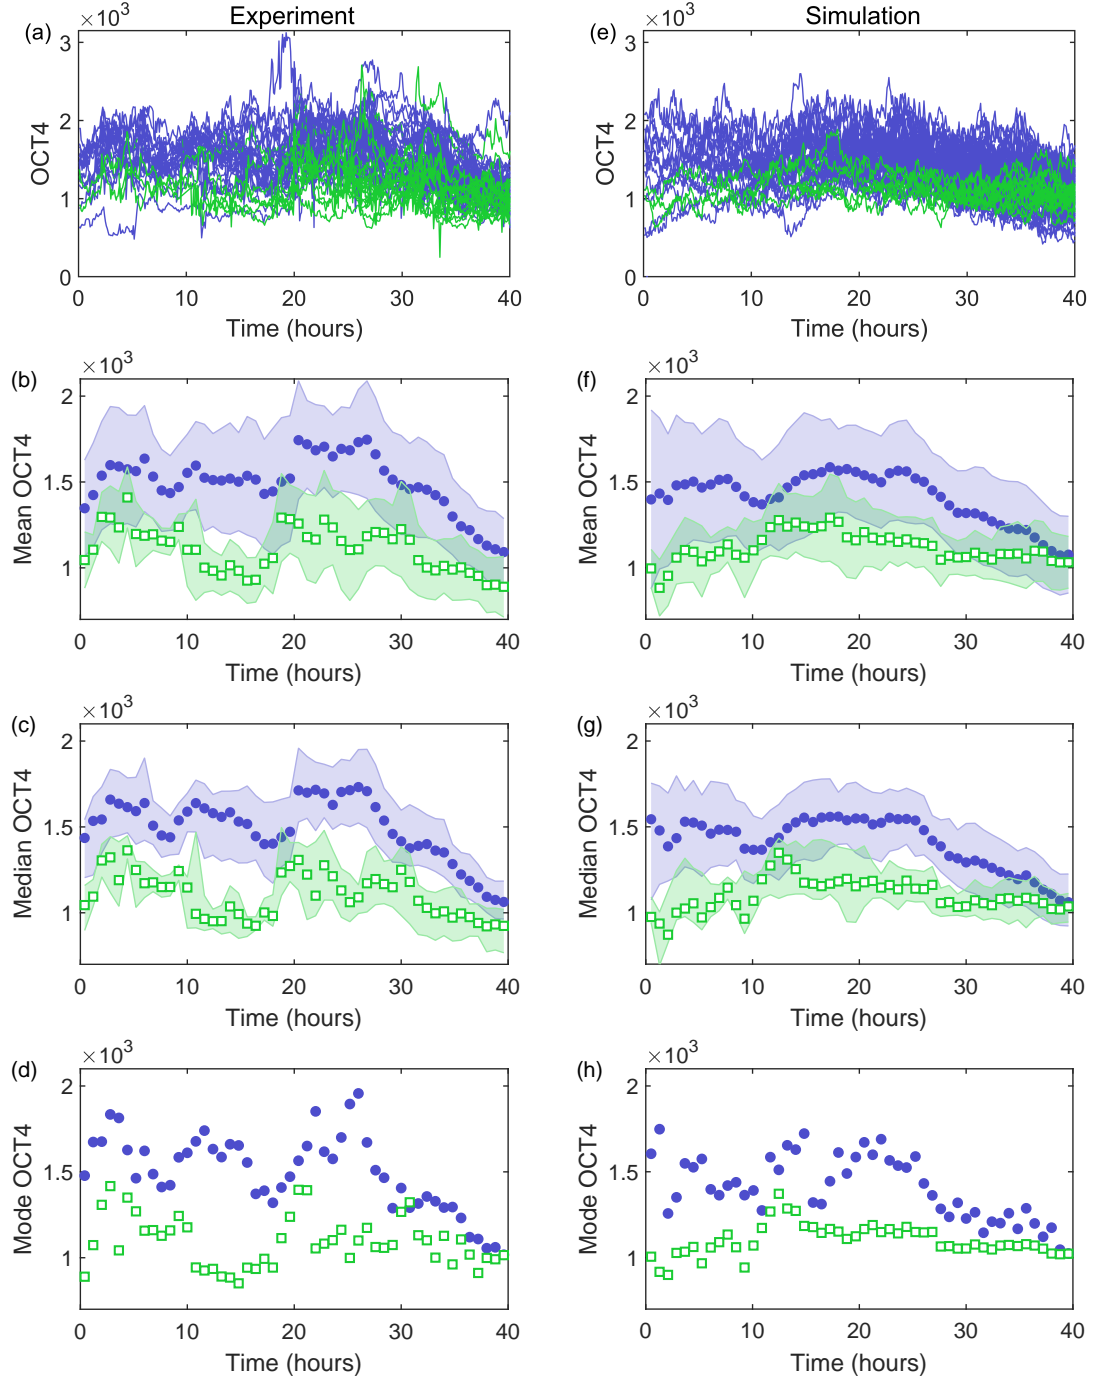 Experiment
Simulation
(a)
×10³
3
2
1
0
OCT4
0 10 20 30 40
Time (hours)
(e)
×10³
3
2
1
0
OCT4
0 10 20 30 40
Time (hours)
(b)
×10³
2
1.5
1
Mean OCT4
0 10 20 30 40
Time (hours)
(f)
×10³
2
1.5
1
Mean OCT4
0 10 20 30 40
Time (hours)
(c)
×10³
2
1.5
1
Median OCT4
0 10 20 30 40
Time (hours)
(g)
×10³
2
1.5
1
Median OCT4
0 10 20 30 40
Time (hours)
(d)
×10³
2
1.5
1
Mode OCT4
0 10 20 30 40
Time (hours)
(h)
×10³
2
1.5
1
Mode OCT4
0 10 20 30 40
Time (hours)